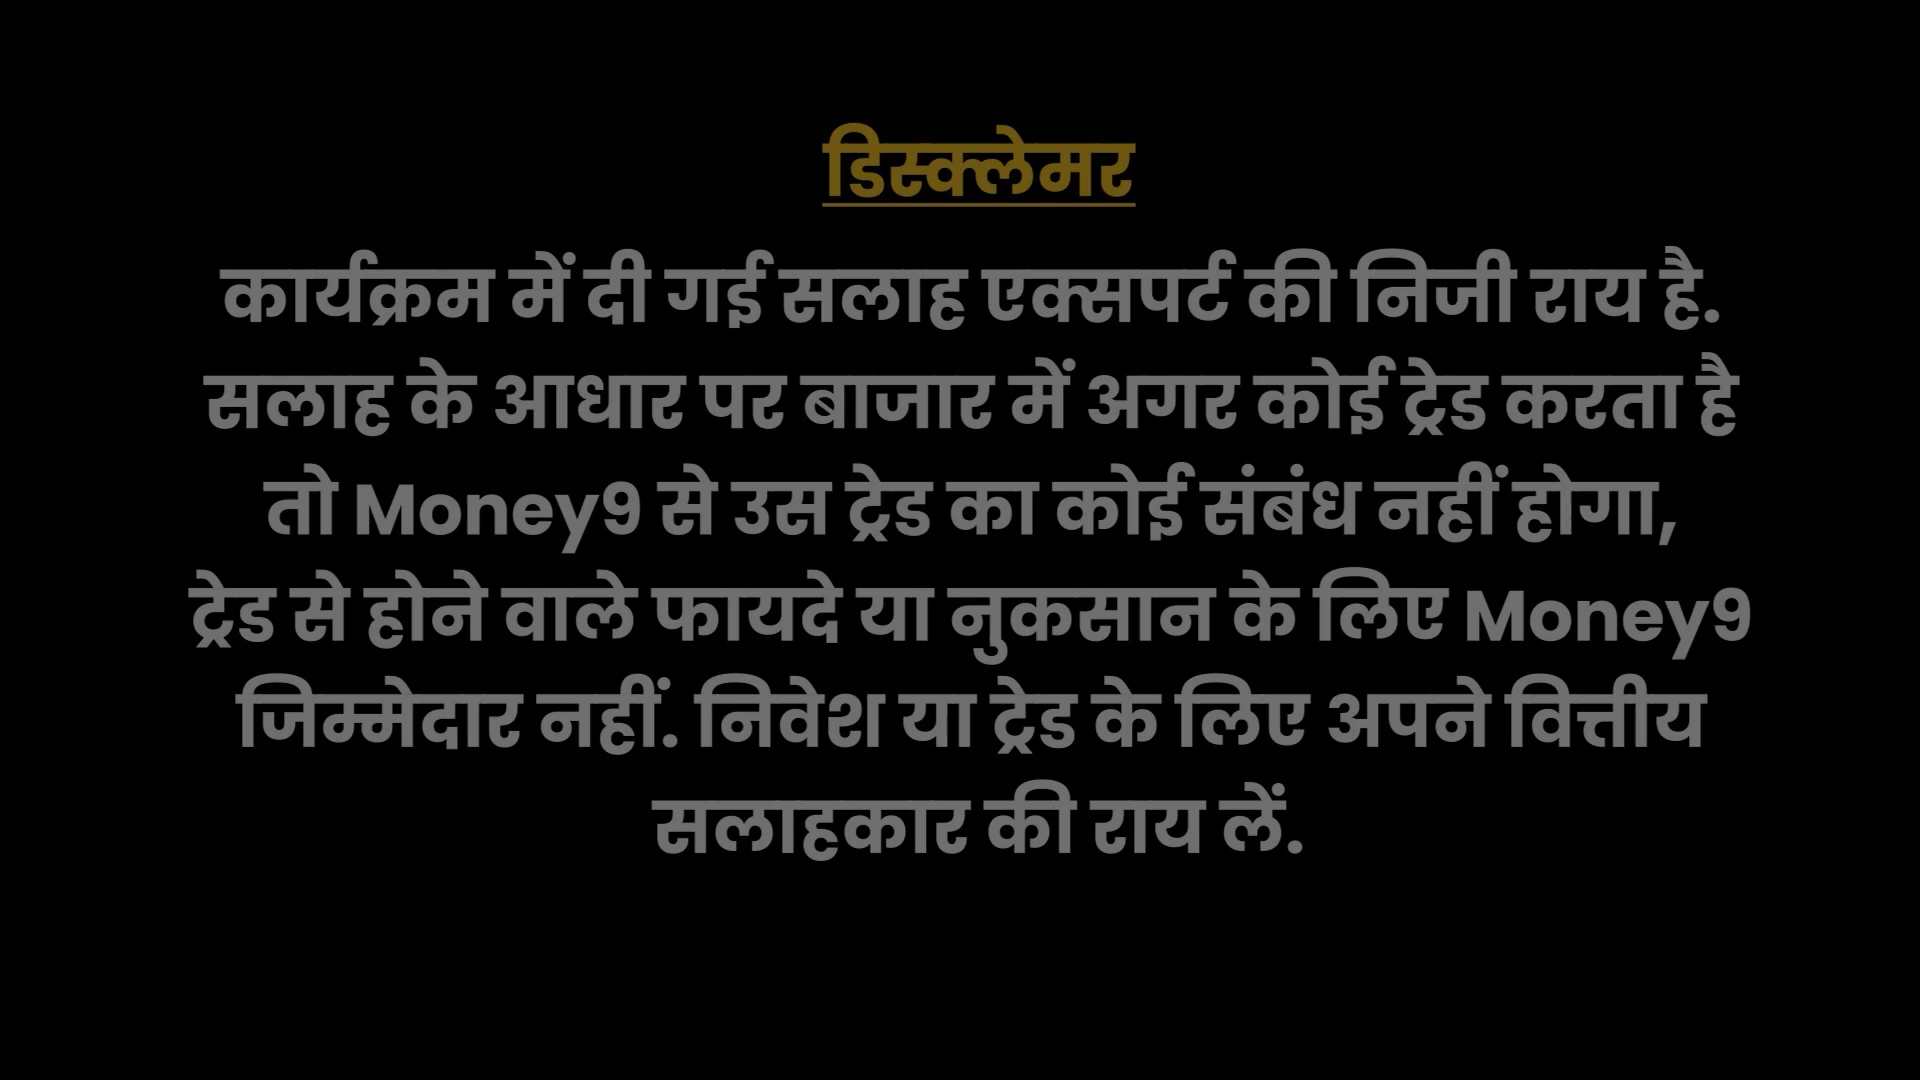 डिस्क्लेमर
कार्यक्रम में दी गई सलाह एक्सपर्ट की निजी राय है.
सलाह के आधार पर बाजार में अगर कोई ट्रेड करता है
तो Money9 से उस ट्रेड का कोई संबंध नहीं होगा,
ट्रेड से होने वाले फायदे या नुकसान के लिए Money9
जिम्मेदार नहीं. निवेश या ट्रेड के लिए अपने वित्तीय
सलाहकार की राय लें.